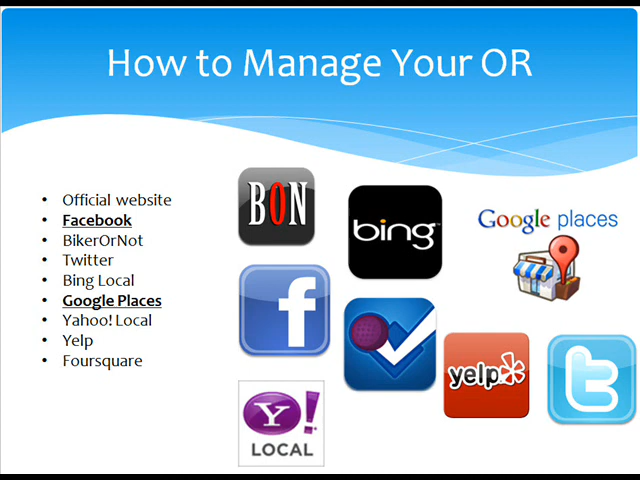 How to Manage Your OR
• Official website
• Facebook
• BikerOrNot
• Twitter
• Bing Local
• Google Places
• Yahoo! Local
• Yelp
• Foursquare
BON
bing
Google places
f
yelp
t
Y!
LOCAL